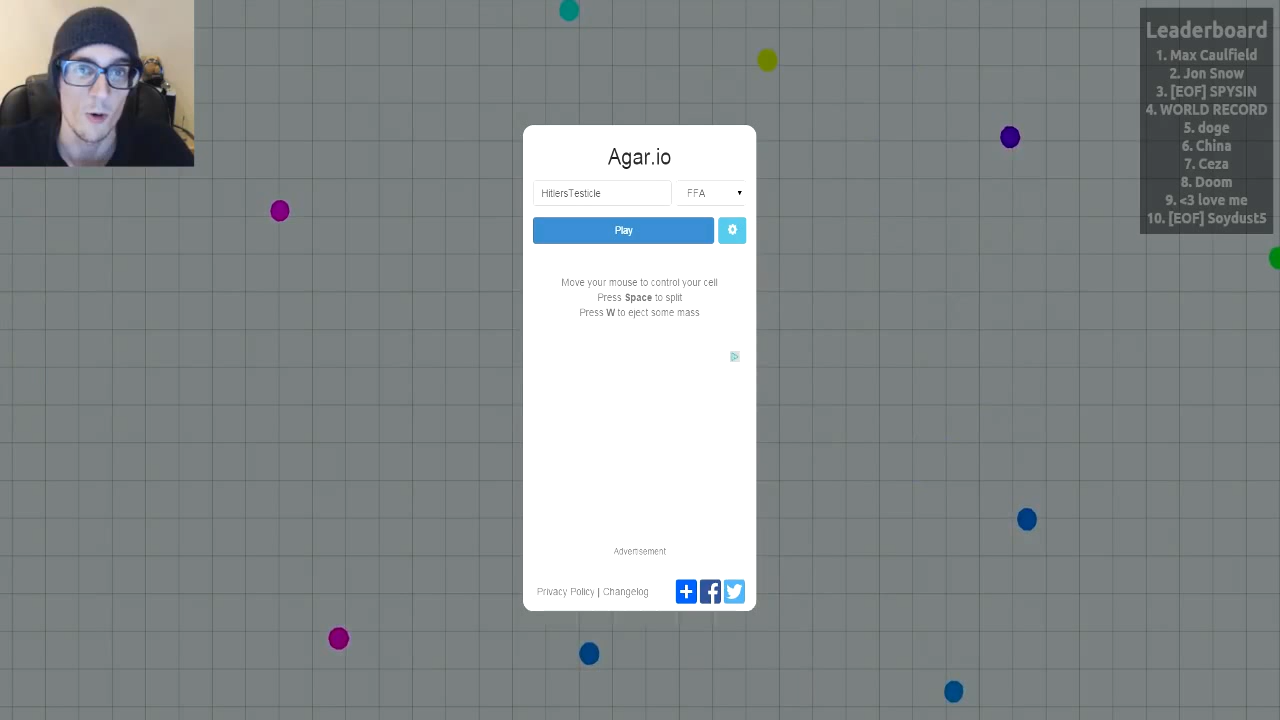 Leaderboard
1. Max Caulfield
2. Jon Snow
3. [EOF] SPYSIN
4. WORLD RECORD
5. doge
6. China
7. Ceza
8. Doom
9. <3 love me
10. [EOF] Soydust5
Agar.io
HitlersTesticle FFA
Play
Move your mouse to control your cell
Press Space to split
Press W to eject some mass
Advertisement
Privacy Policy | Changelog